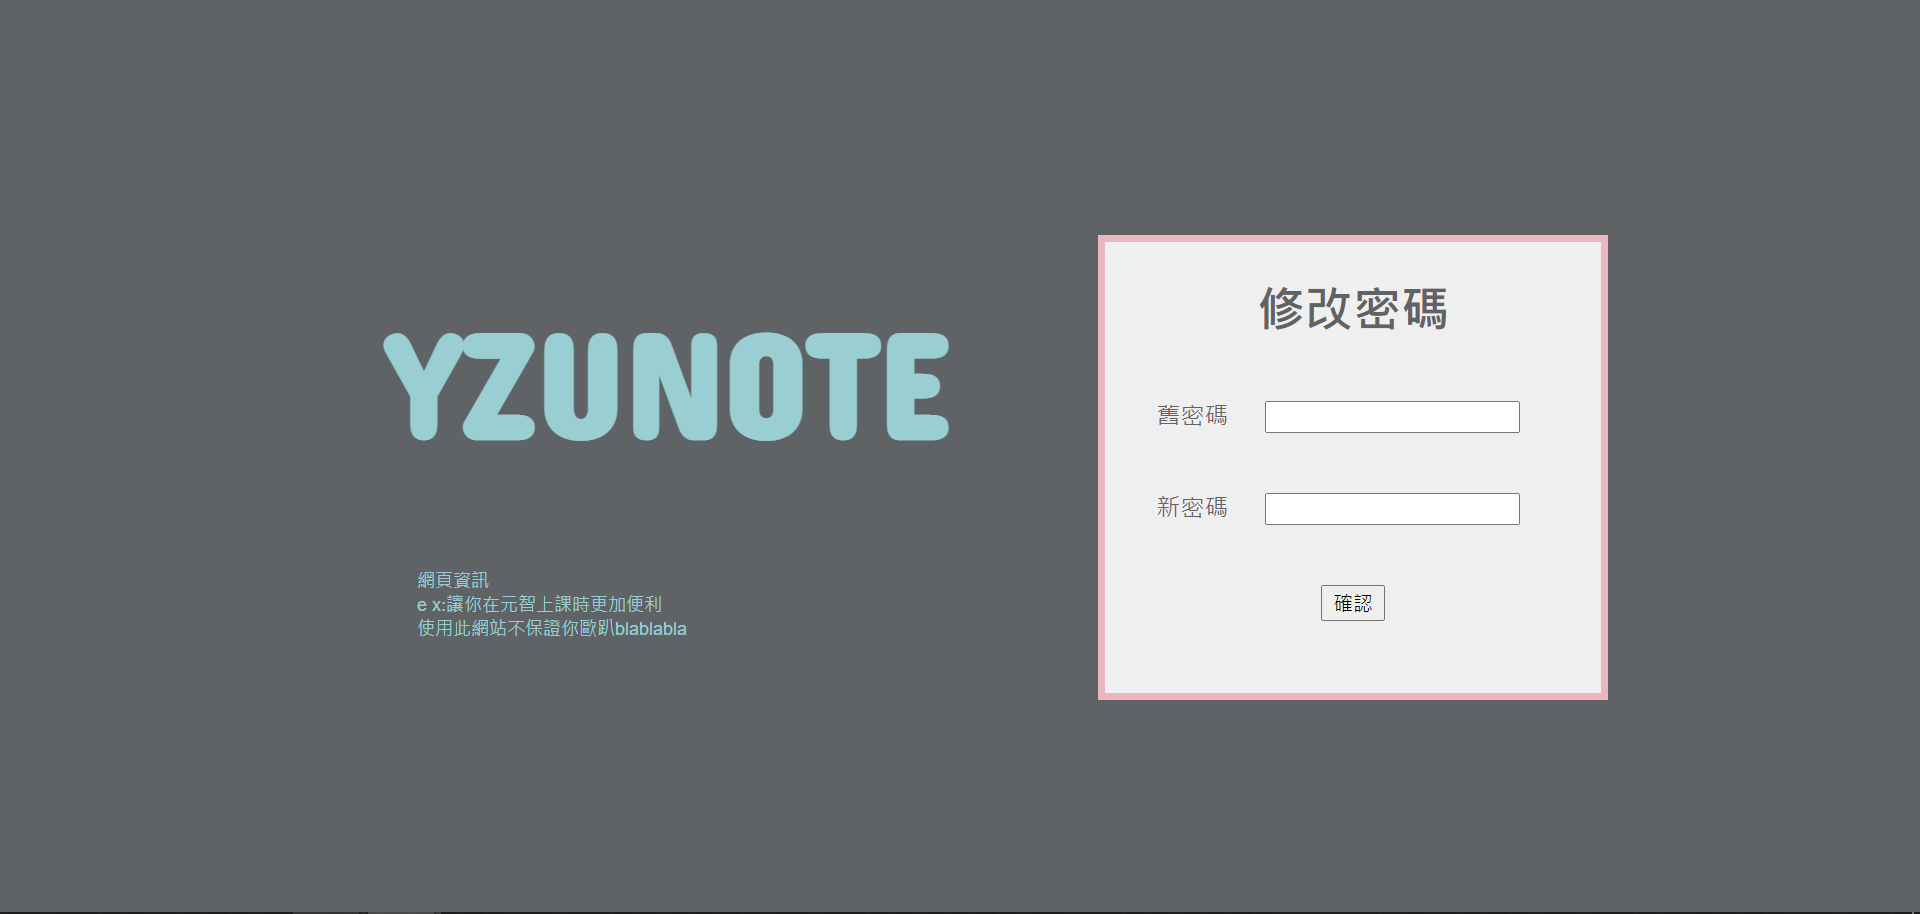 YZUNOTE
網頁資訊
e x:讓你在元智上課時更加便利
使用此網站不保證你歐趴blablabla
修改密碼
舊密碼
新密碼
確認